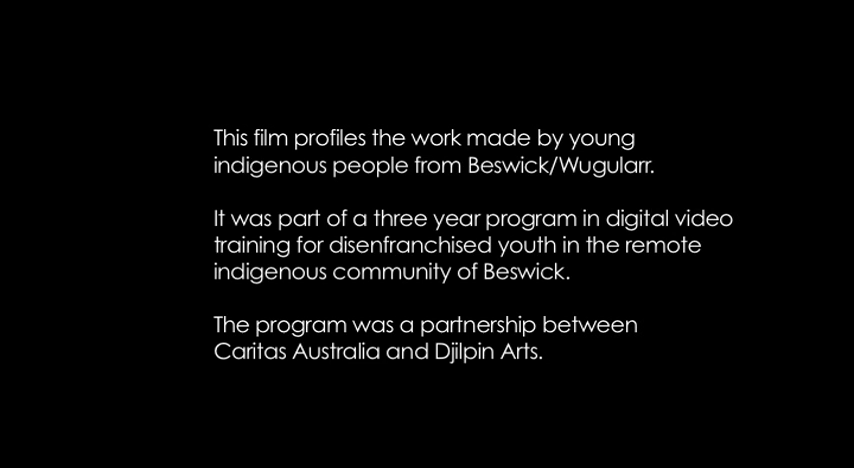 This film profiles the work made by young
indigenous people from Beswick/Wugularr.
It was part of a three year program in digital video
training for disenfranchised youth in the remote
indigenous community of Beswick.
The program was a partnership between
Caritas Australia and Djilpin Arts.